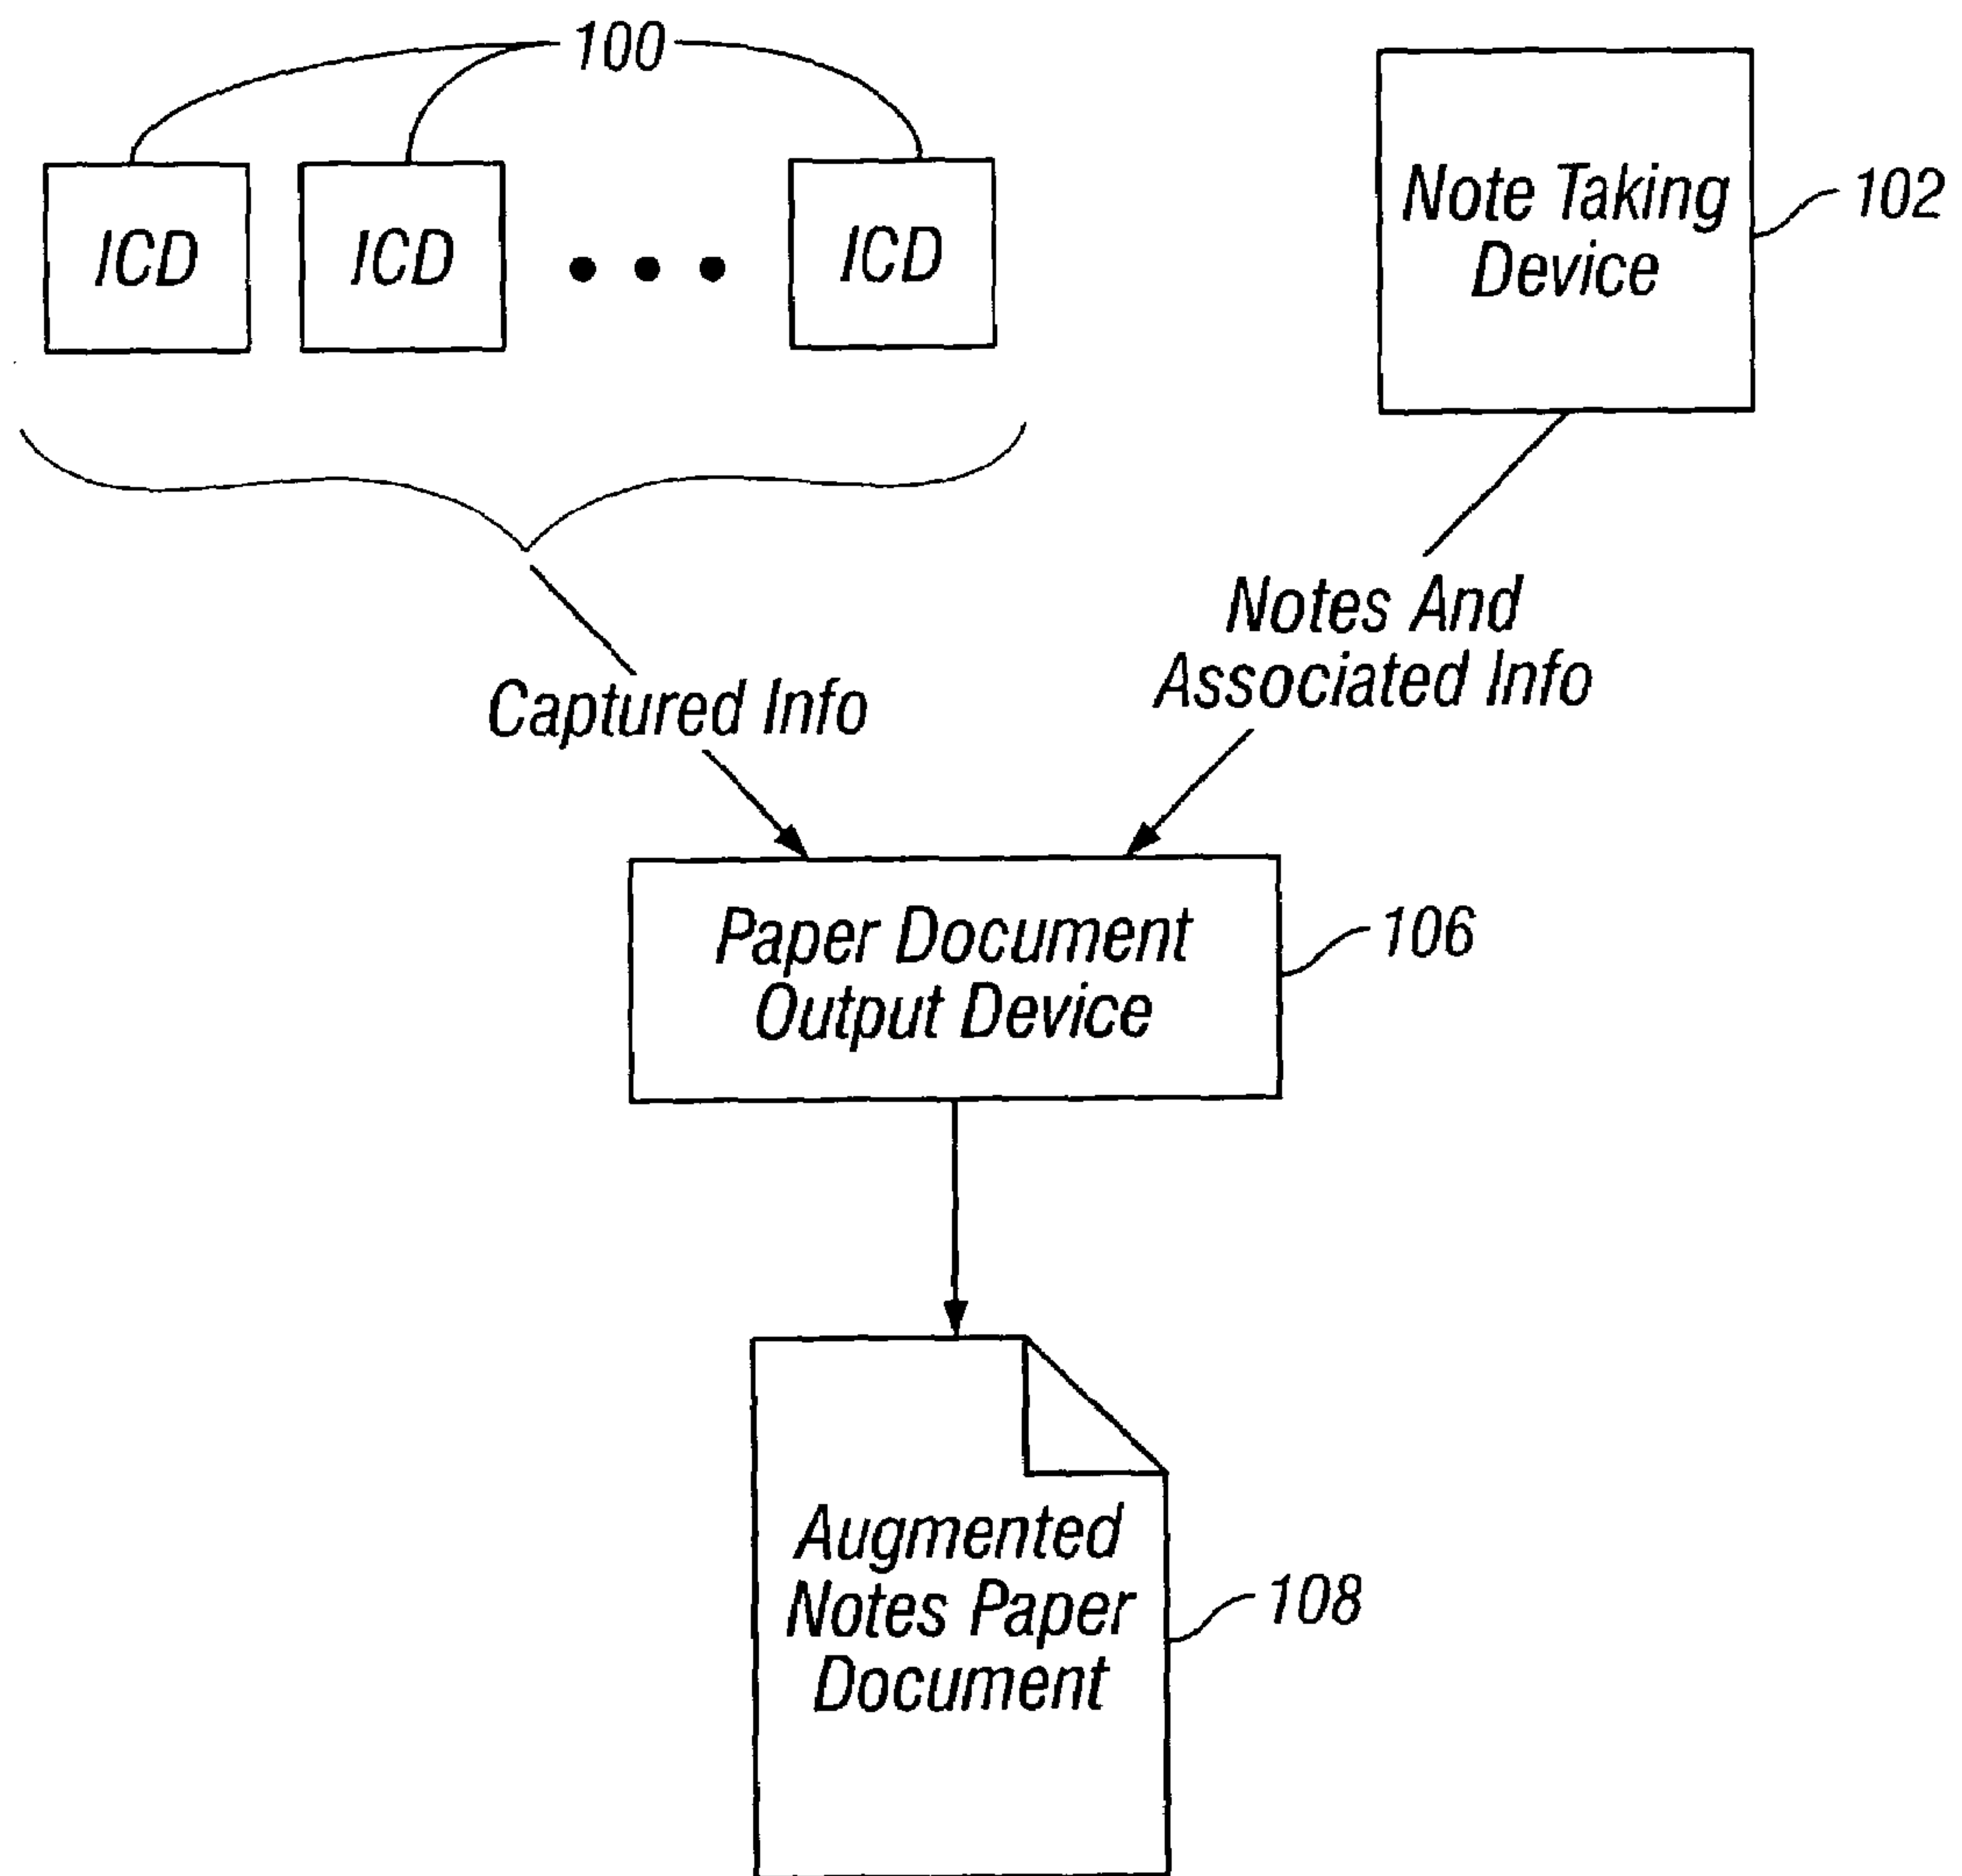 100
ICD
ICD
ICD
Note Taking
Device
102
Notes And
Associated Info
Captured Info
Paper Document
Output Device
106
Augmented
Notes Paper
Document
108